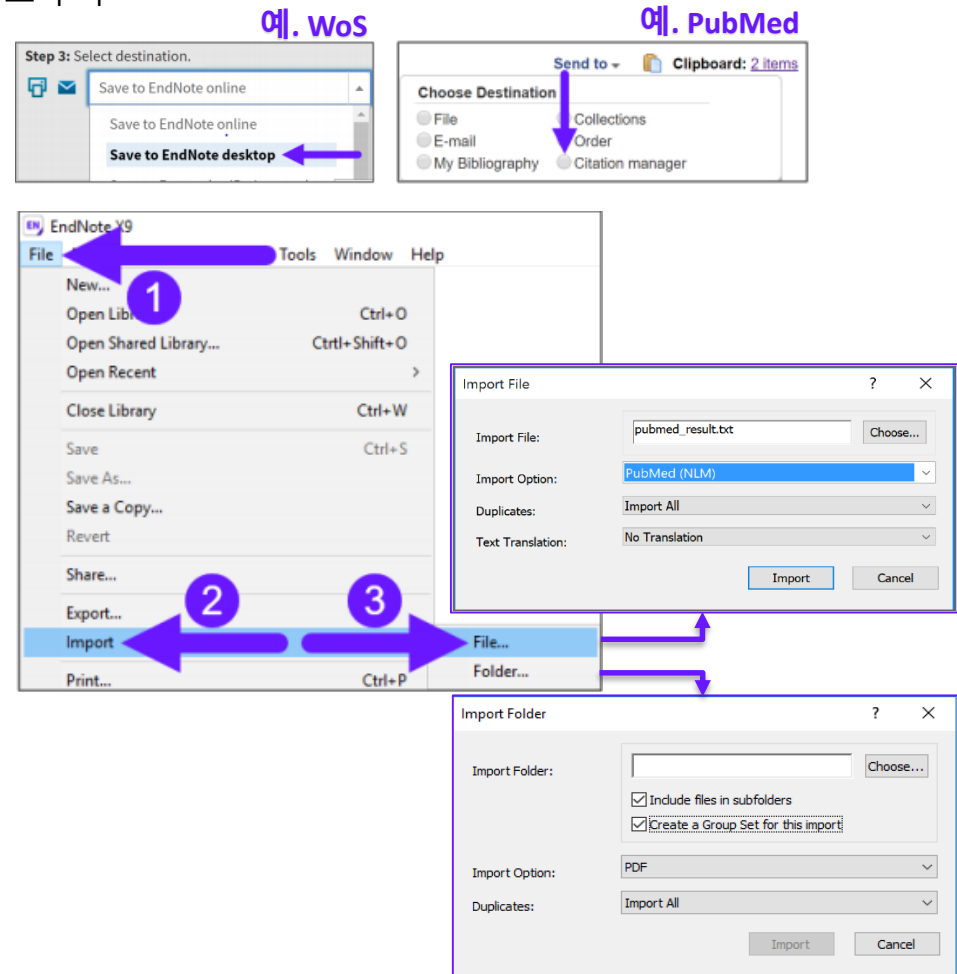 예. WoS
예. PubMed
Step 3: Select destination.
Save to EndNote online
Save to EndNote online
Save to EndNote desktop
Send to
Clipboard: 2 items
Choose Destination
File
Collections
E-mail
Order
My Bibliography
Citation manager
EndNote X9
File Tools Window Help
1
New...
Open
Ctrl+O
Open Shared Library... Ctrtl+Shift+O
Open Recent >
Close Library Ctrl+W
Save Ctrl+S
Save As...
Save a Copy...
Revert
Share...
Export...
2
3
Import
File...
Folder...
Print... Ctrl+P
Import File ? X
Import File: pubmed_result.txt Choose...
Import Option: PubMed (NLM)
Duplicates: Import All
Text Translation: No Translation
Import Cancel
Import Folder ? X
Import Folder: Choose...
Include files in subfolders
Create a Group Set for this import
Import Option: PDF
Duplicates: Import All
Import Cancel